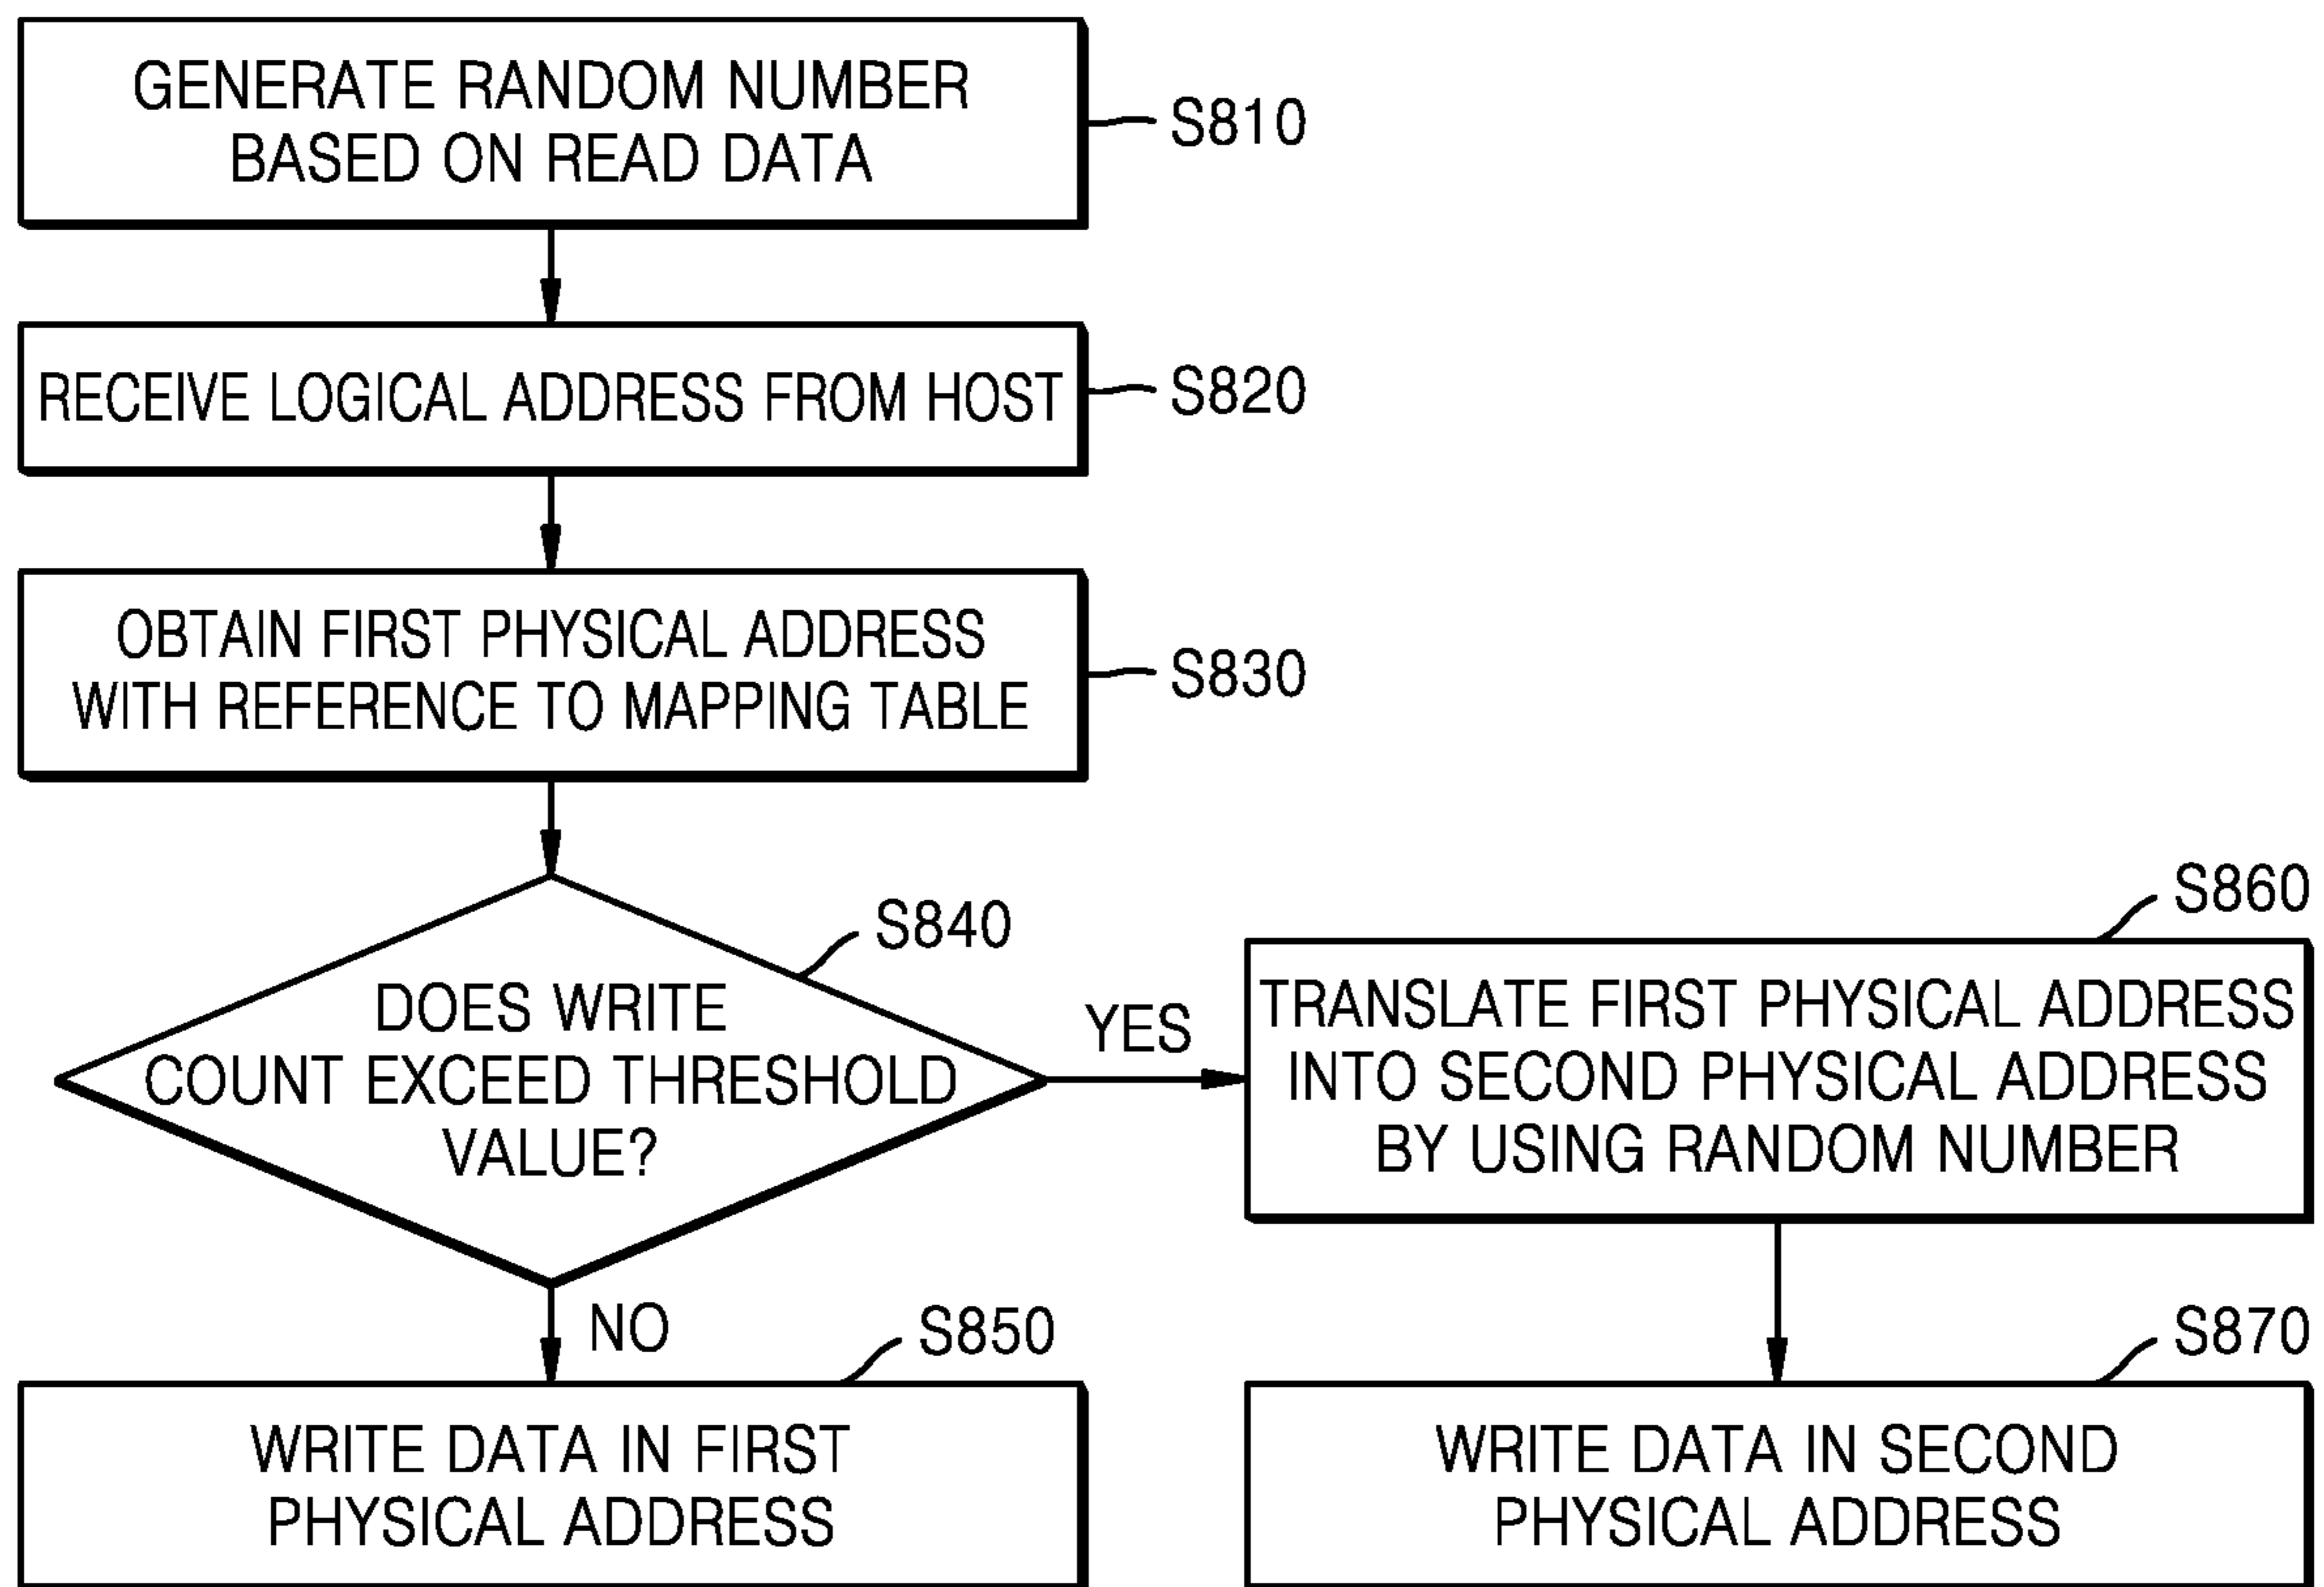 GENERATE RANDOM NUMBER
BASED ON READ DATA
S810
RECEIVE LOGICAL ADDRESS FROM HOST
S820
OBTAIN FIRST PHYSICAL ADDRESS
WITH REFERENCE TO MAPPING TABLE
S830
S840
DOES WRITE
COUNT EXCEED THRESHOLD
VALUE?
YES
S860
TRANSLATE FIRST PHYSICAL ADDRESS
INTO SECOND PHYSICAL ADDRESS
BY USING RANDOM NUMBER
NO
S850
WRITE DATA IN FIRST
PHYSICAL ADDRESS
S870
WRITE DATA IN SECOND
PHYSICAL ADDRESS